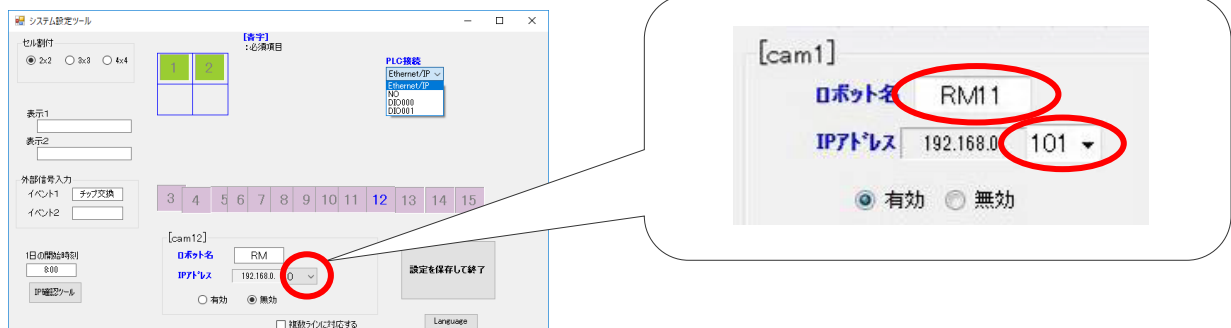 システム設定ツール
セル割付
2x2 3x3 4x4
1 2
[青字]
:必須項目
PLC接続
Ethernet/IP
Ethernet/IP
NO
DIO000
DIO001
表示1
表示2
外部信号入力
イベント1 チップ交換
イベント2
3 4 5 6 7 8 9 10 11 12 13 14 15
1日の開始時刻
8:00
IP確認ツール
[cam12]
ロボット名 RM
IPアドレス 192.168.0. 0
有効 無効
設定を保存して終了
複数ラインに対応する
Language
[cam1]
ロボット名 RM11
IPアドレス 192.168.0 101
有効 無効